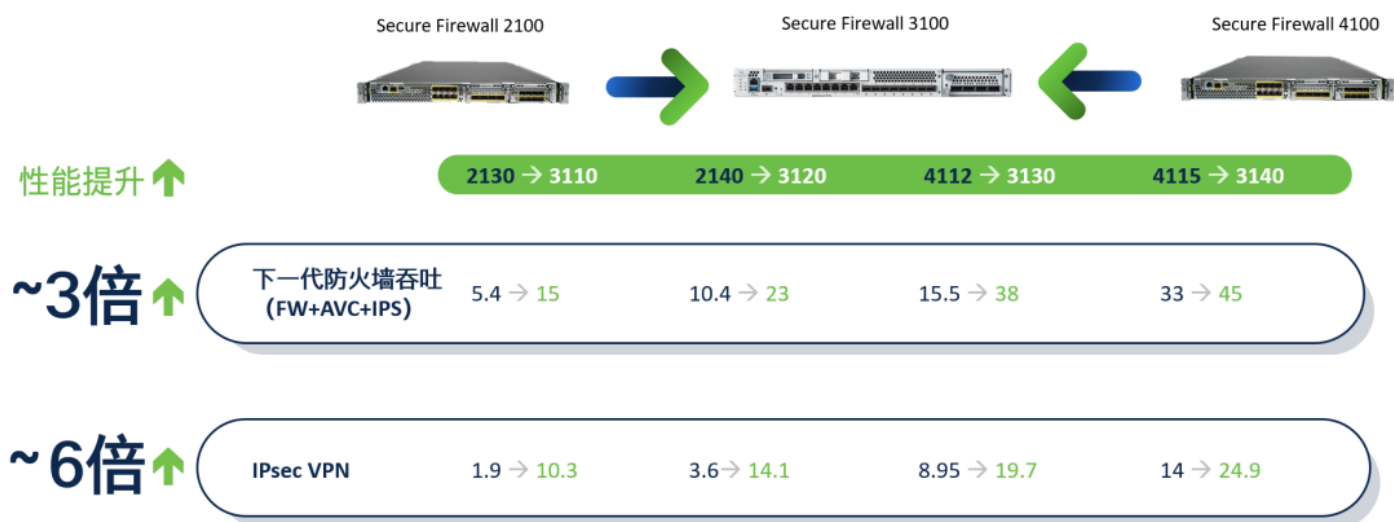 Secure Firewall 2100
Secure Firewall 3100
Secure Firewall 4100
性能提升
2130 → 3110
2140 → 3120
4112 → 3130
4115 → 3140
~3倍
下一代防火墙吞吐
（FW+AVC+IPS）
5.4 → 15
10.4 → 23
15.5 → 38
33 → 45
~6倍
IPsec VPN
1.9 → 10.3
3.6 → 14.1
8.95 → 19.7
14 → 24.9